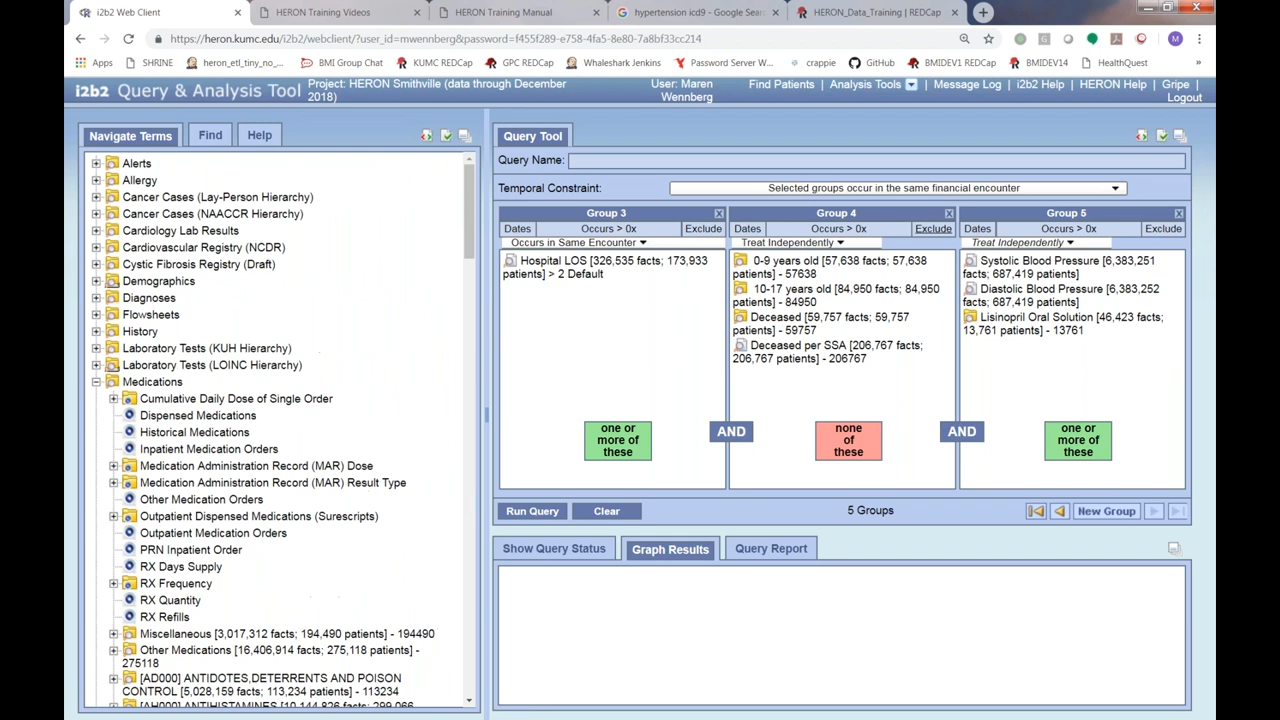 i2b2 Web Client
HERON Training Videos
HERON Training Manual
hypertension icd9 - Google Sear
HERON_Data_Training | REDCap
https://heron.kumc.edu/i2b2/webclient/?user_id=mwennberg&password=f455f289-e758-4fa5-8e80-7a8bf33cc214
M
Apps
SHRINE
heron_etl_tiny_no_...
BMI Group Chat
KUMC REDCap
GPC REDCap
Whaleshark Jenkins
Password Server W...
crappie
GitHub
BMIDEV1 REDCap
BMIDEV14
HealthQuest
»
i2b2 Query & Analysis Tool
Project: HERON Smithville (data through December
2018)
User: Maren
Wennberg
Find Patients | Analysis Tools | Message Log | i2b2 Help | HERON Help | Gripe |
Logout
Navigate Terms
Find
Help
Alerts
Allergy
Cancer Cases (Lay-Person Hierarchy)
Cancer Cases (NAACCR Hierarchy)
Cardiology Lab Results
Cardiovascular Registry (NCDR)
Cystic Fibrosis Registry (Draft)
Demographics
Diagnoses
Flowsheets
History
Laboratory Tests (KUH Hierarchy)
Laboratory Tests (LOINC Hierarchy)
Medications
Cumulative Daily Dose of Single Order
Dispensed Medications
Historical Medications
Inpatient Medication Orders
Medication Administration Record (MAR) Dose
Medication Administration Record (MAR) Result Type
Other Medication Orders
Outpatient Dispensed Medications (Surescripts)
Outpatient Medication Orders
PRN Inpatient Order
RX Days Supply
RX Frequency
RX Quantity
RX Refills
Miscellaneous [3,017,312 facts; 194,490 patients] - 194490
Other Medications [16,406,914 facts; 275,118 patients] -
275118
[AD000] ANTIDOTES,DETERRENTS AND POISON
CONTROL [5,028,159 facts; 113,234 patients] - 113234
[AH000] ANTIHISTAMINES [10,144,826 facts; 299,066
Query Tool
Query Name:
Temporal Constraint:
Selected groups occur in the same financial encounter
Group 3
Dates
Occurs > 0x
Exclude
Occurs in Same Encounter
Hospital LOS [326,535 facts; 173,933
patients] > 2 Default
one or
more of
these
AND
Group 4
Dates
Occurs > 0x
Exclude
Treat Independently
0-9 years old [57,638 facts; 57,638
patients] - 57638
10-17 years old [84,950 facts; 84,950
patients] - 84950
Deceased [59,757 facts; 59,757
patients] - 59757
Deceased per SSA [206,767 facts;
206,767 patients] - 206767
none
of
these
AND
Group 5
Dates
Occurs > 0x
Exclude
Treat Independently
Systolic Blood Pressure [6,383,251
facts; 687,419 patients]
Diastolic Blood Pressure [6,383,252
facts; 687,419 patients]
Lisinopril Oral Solution [46,423 facts;
13,761 patients] - 13761
one or
more of
these
Run Query
Clear
5 Groups
New Group
Show Query Status
Graph Results
Query Report